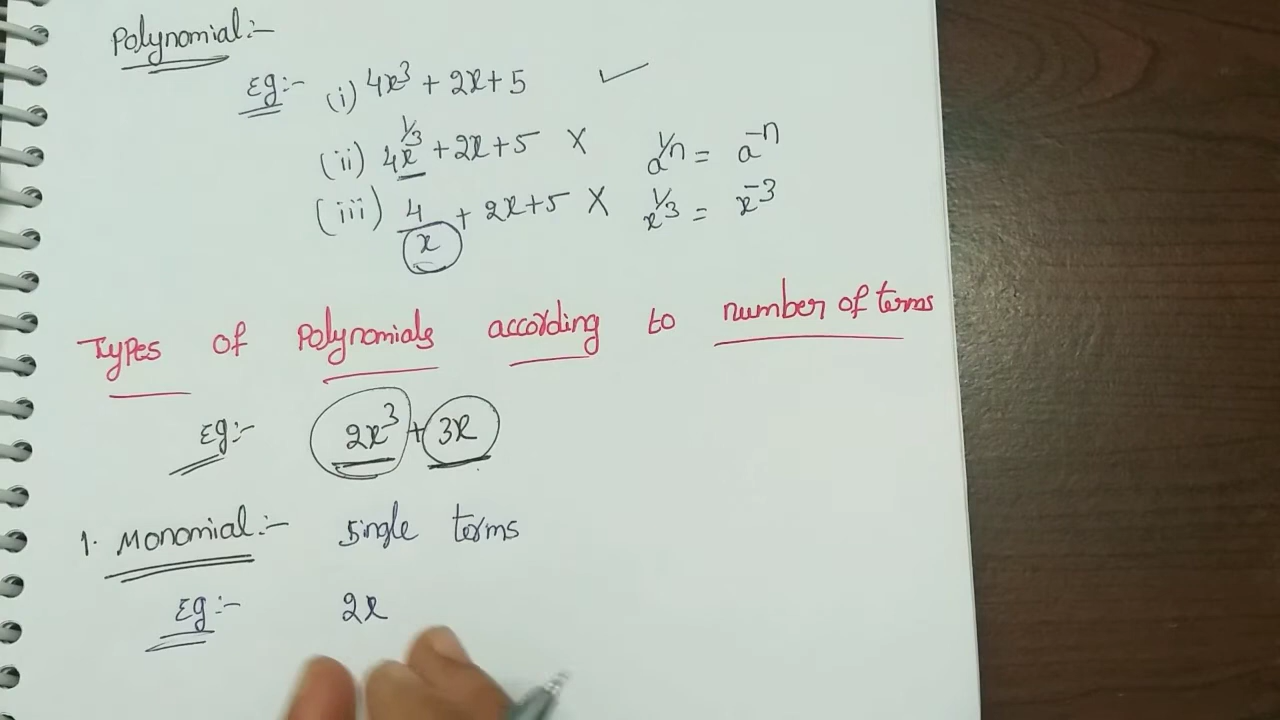 Polynomial:-
Eg:- (i) 4x³ + 2x + 5 ✓
(ii) 4x^1/3 + 2x + 5 X a^1/n = a^-n
(iii) 4/x + 2x + 5 X x^1/3 = x^-3
Types of Polynomials according to number of terms
Eg:- 2x³ + 3x
1. Monomial:- Single terms
Eg:- 2x